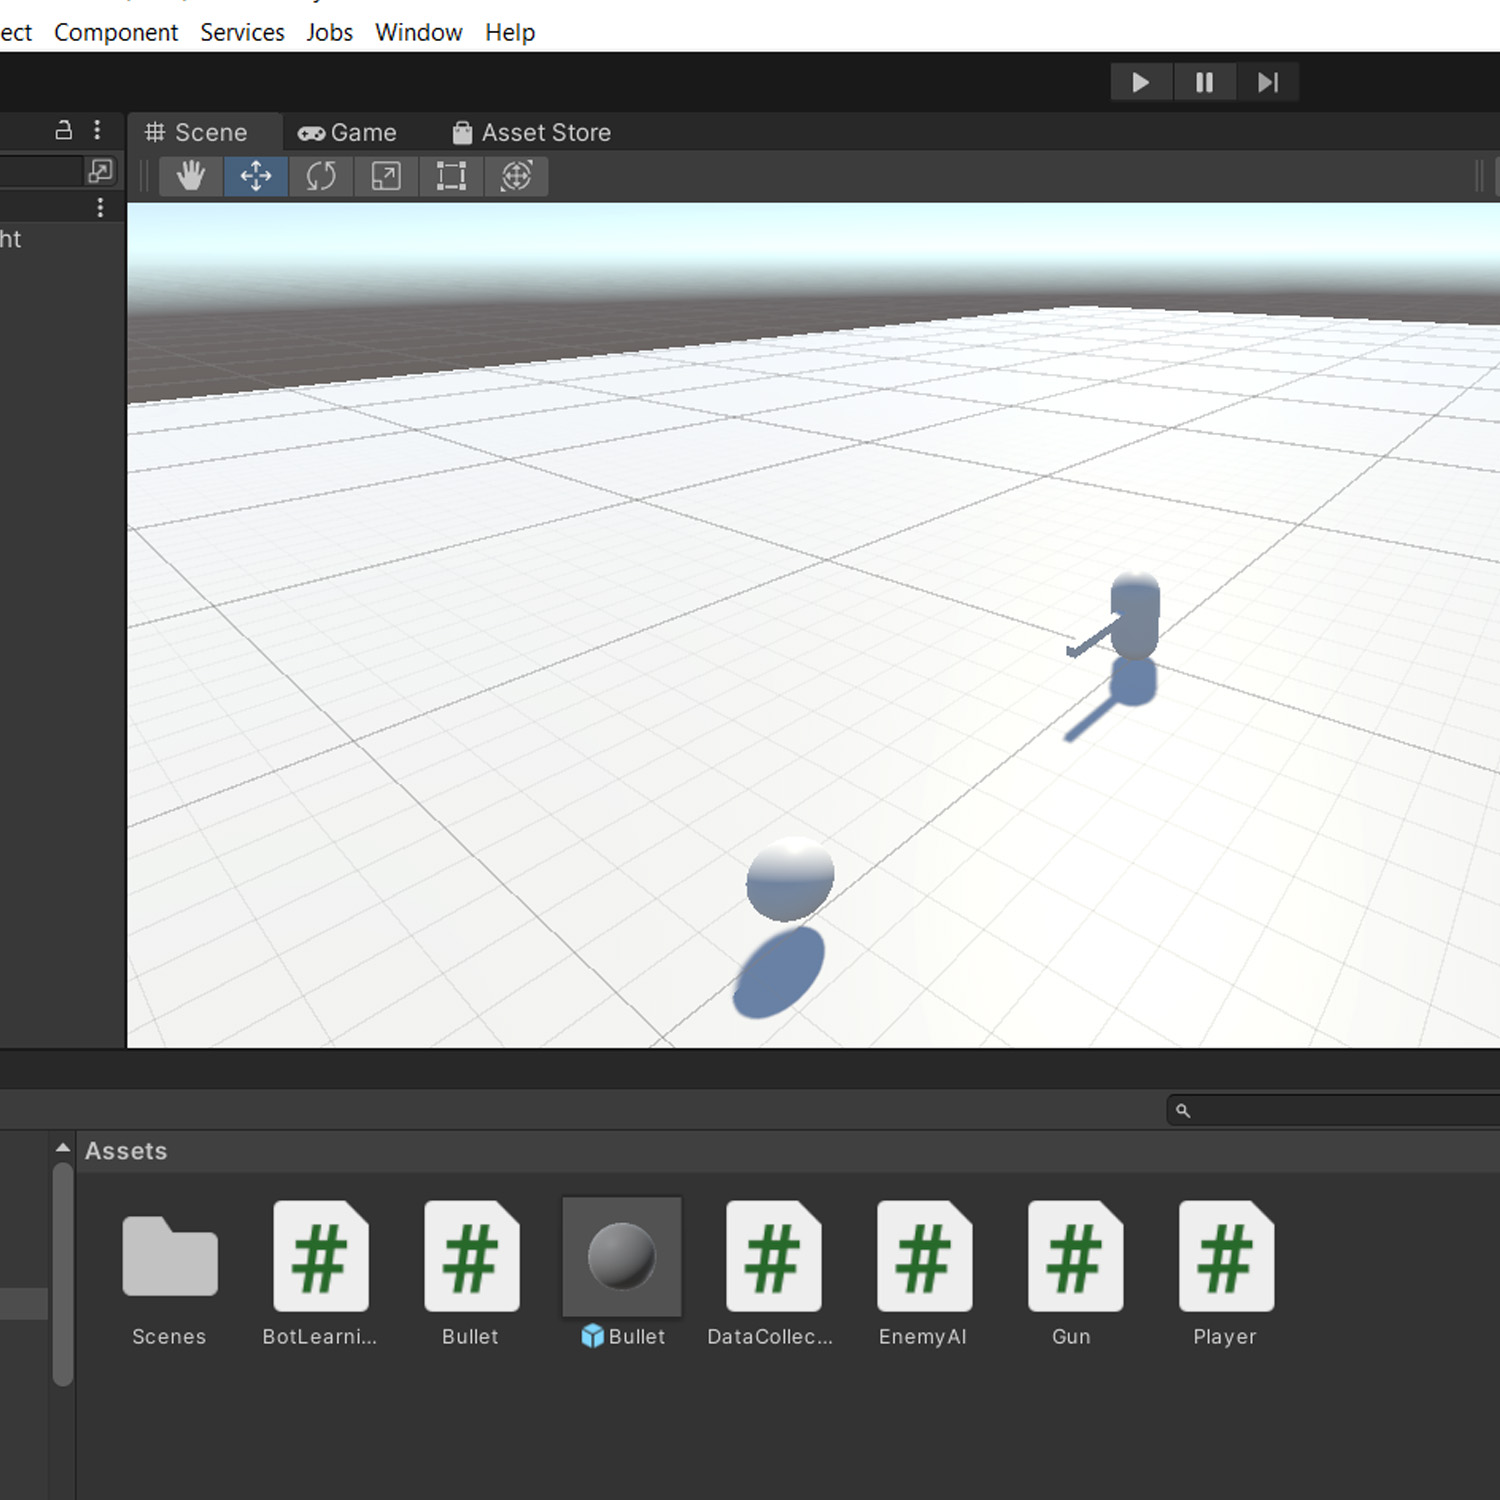 ect Component Services Jobs Window Help
Scene Game Asset Store
ht
Assets
Scenes BotLearni... Bullet Bullet DataCollec... EnemyAI Gun Player